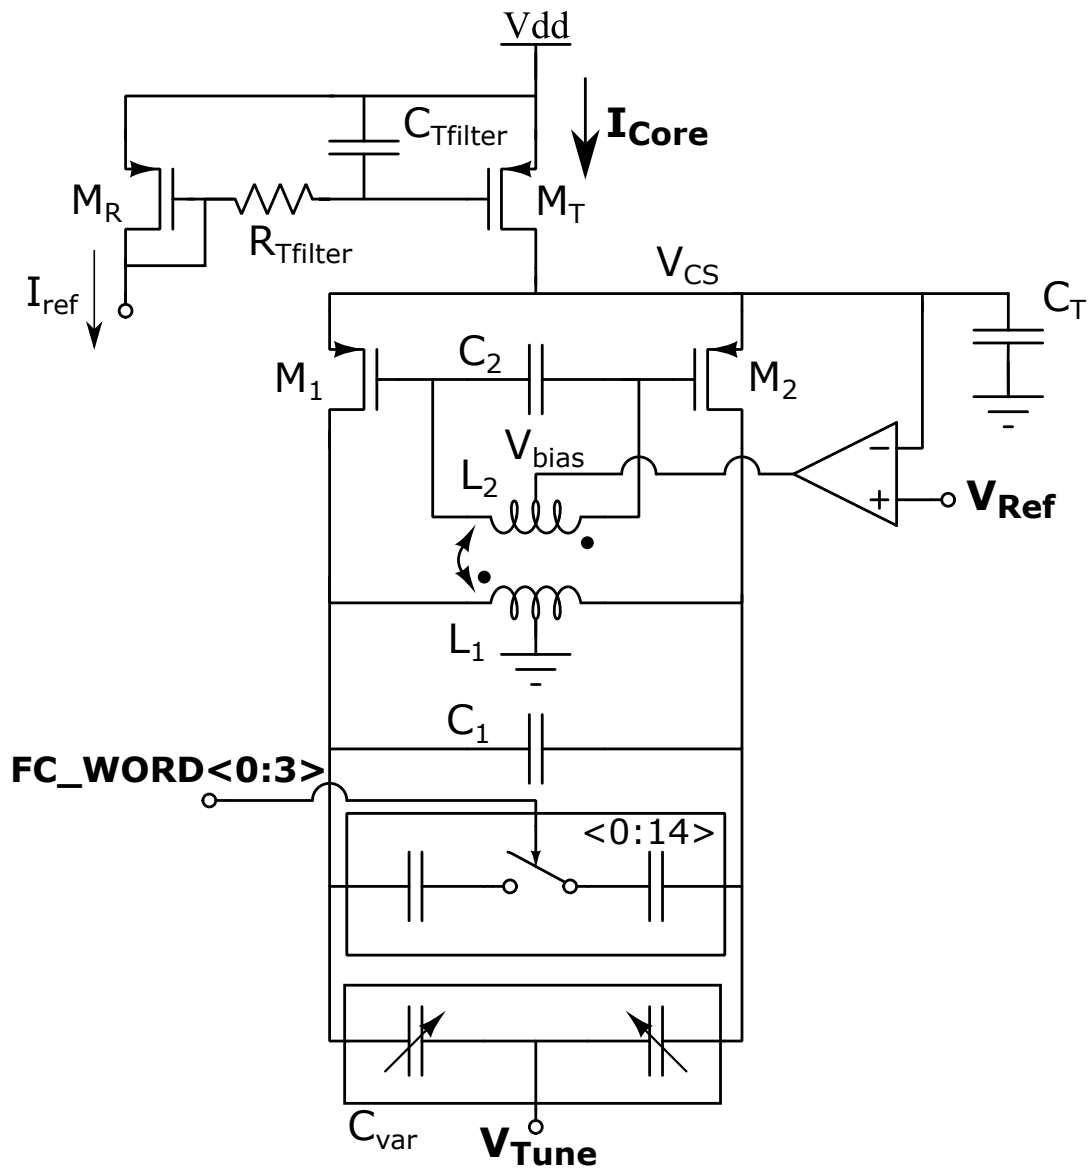 Vdd
C_Tfilter
I_Core
M_R
M_T
R_Tfilter
V_CS
I_ref
C_T
C_2
M_1
M_2
V_bias
L_2
−
+
V_Ref
L_1
C_1
FC_WORD<0:3>
<0:14>
C_var
V_Tune